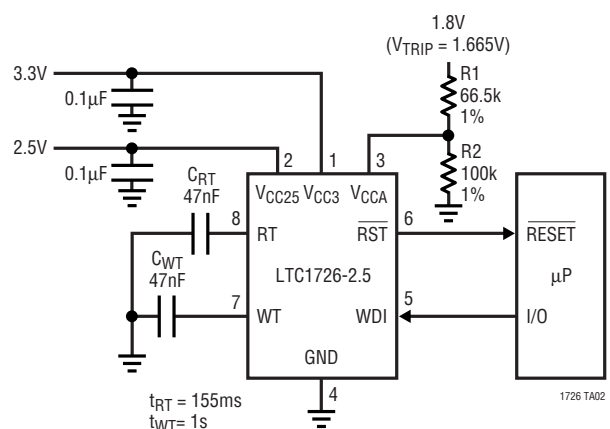 1.8V
(VTRIP = 1.665V)
3.3V
0.1µF
2.5V
0.1µF
R1
66.5k
1%
R2
100k
1%
2
1
3
CRT
47nF
VCC25
VCC3
VCCA
8
RT
RST
6
RESET
LTC1726-2.5
µP
CWT
47nF
7
WT
WDI
5
I/O
GND
4
tRT = 155ms
tWT= 1s
1726 TA02